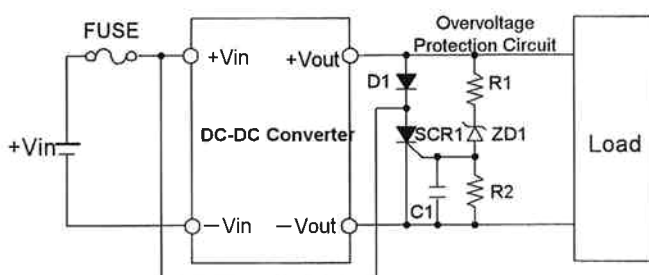 FUSE
Overvoltage
Protection Circuit
+Vin
+Vout
D1
R1
DC-DC Converter
SCR1
ZD1
+Vin
Load
C1
R2
−Vin
−Vout